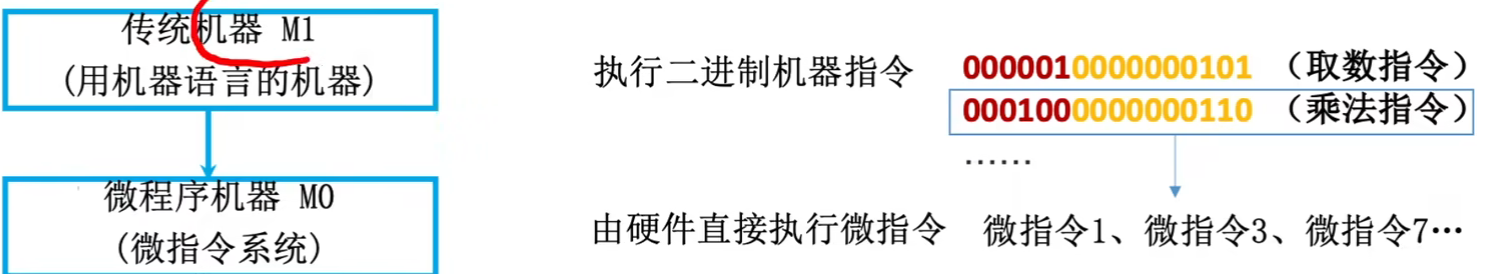 传统机器 M1
(用机器语言的机器)
执行二进制机器指令
0000010000000101 （取数指令）
0001000000000110 （乘法指令）
……
微程序机器 M0
(微指令系统)
由硬件直接执行微指令
微指令1、微指令3、微指令7…